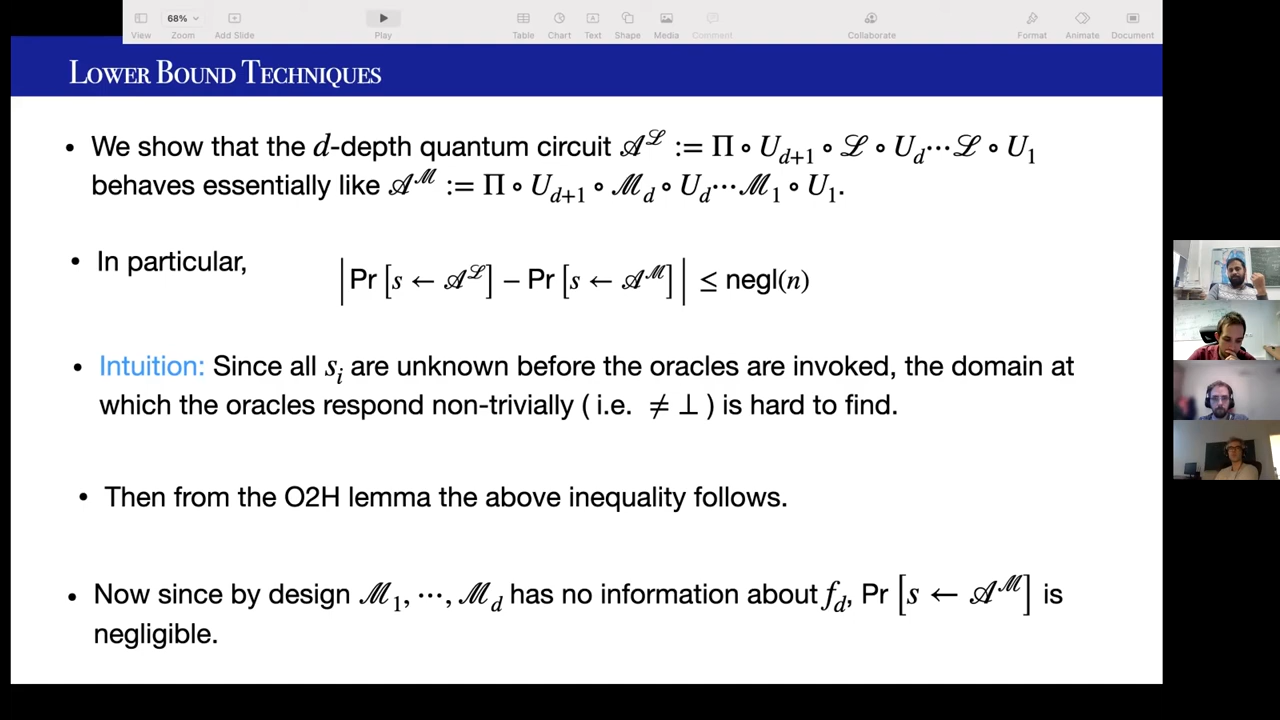 68%
View
Zoom
Add Slide
Play
Table
Chart
Text
Shape
Media
Comment
Collaborate
Format
Animate
Document
LOWER BOUND TECHNIQUES
• We show that the d-depth quantum circuit 𝒜^ℒ := Π ∘ U_{d+1} ∘ ℒ ∘ U_d ⋯ ℒ ∘ U_1
behaves essentially like 𝒜^ℳ := Π ∘ U_{d+1} ∘ ℳ_d ∘ U_d ⋯ ℳ_1 ∘ U_1.
• In particular,
|Pr [s ← 𝒜^ℒ] − Pr [s ← 𝒜^ℳ]| ≤ negl(n)
• Intuition: Since all s_i are unknown before the oracles are invoked, the domain at
which the oracles respond non-trivially ( i.e. ≠ ⊥ ) is hard to find.
• Then from the O2H lemma the above inequality follows.
• Now since by design ℳ_1, ⋯, ℳ_d has no information about f_d, Pr [s ← 𝒜^ℳ] is
negligible.